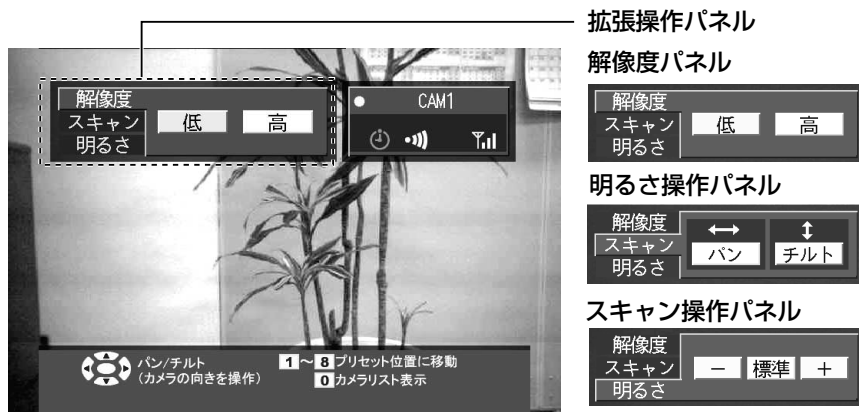 拡張操作パネル
解像度
スキャン
明るさ
低
高
CAM1
パン/チルト
(カメラの向きを操作)
1～8プリセット位置に移動
0カメラリスト表示
解像度パネル
解像度
スキャン
明るさ
低
高
明るさ操作パネル
解像度
スキャン
明るさ
パン
チルト
スキャン操作パネル
解像度
スキャン
明るさ
－
標準
＋